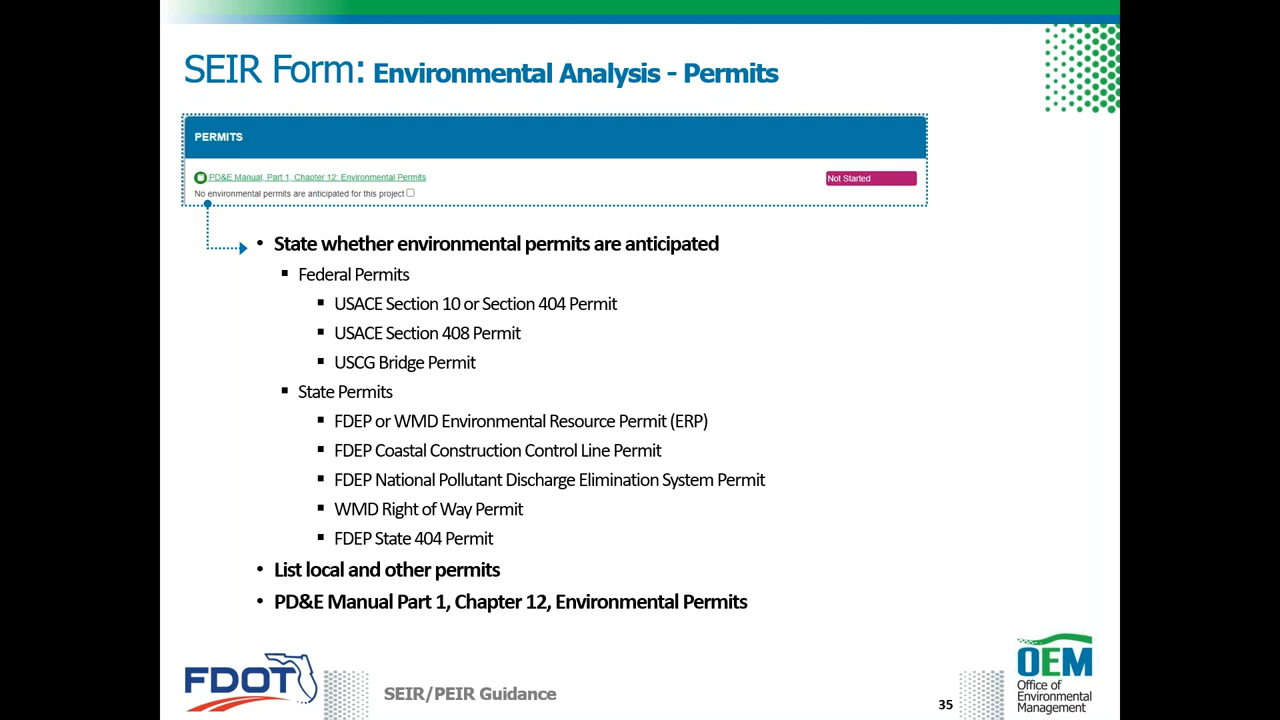 SEIR Form: Environmental Analysis - Permits
PERMITS
PD&E Manual, Part 1, Chapter 12: Environmental Permits
Not Started
No environmental permits are anticipated for this project
• State whether environmental permits are anticipated
▪ Federal Permits
▪ USACE Section 10 or Section 404 Permit
▪ USACE Section 408 Permit
▪ USCG Bridge Permit
▪ State Permits
▪ FDEP or WMD Environmental Resource Permit (ERP)
▪ FDEP Coastal Construction Control Line Permit
▪ FDEP National Pollutant Discharge Elimination System Permit
▪ WMD Right of Way Permit
▪ FDEP State 404 Permit
• List local and other permits
• PD&E Manual Part 1, Chapter 12, Environmental Permits
FDOT
SEIR/PEIR Guidance
35
OEM
Office of
Environmental
Management